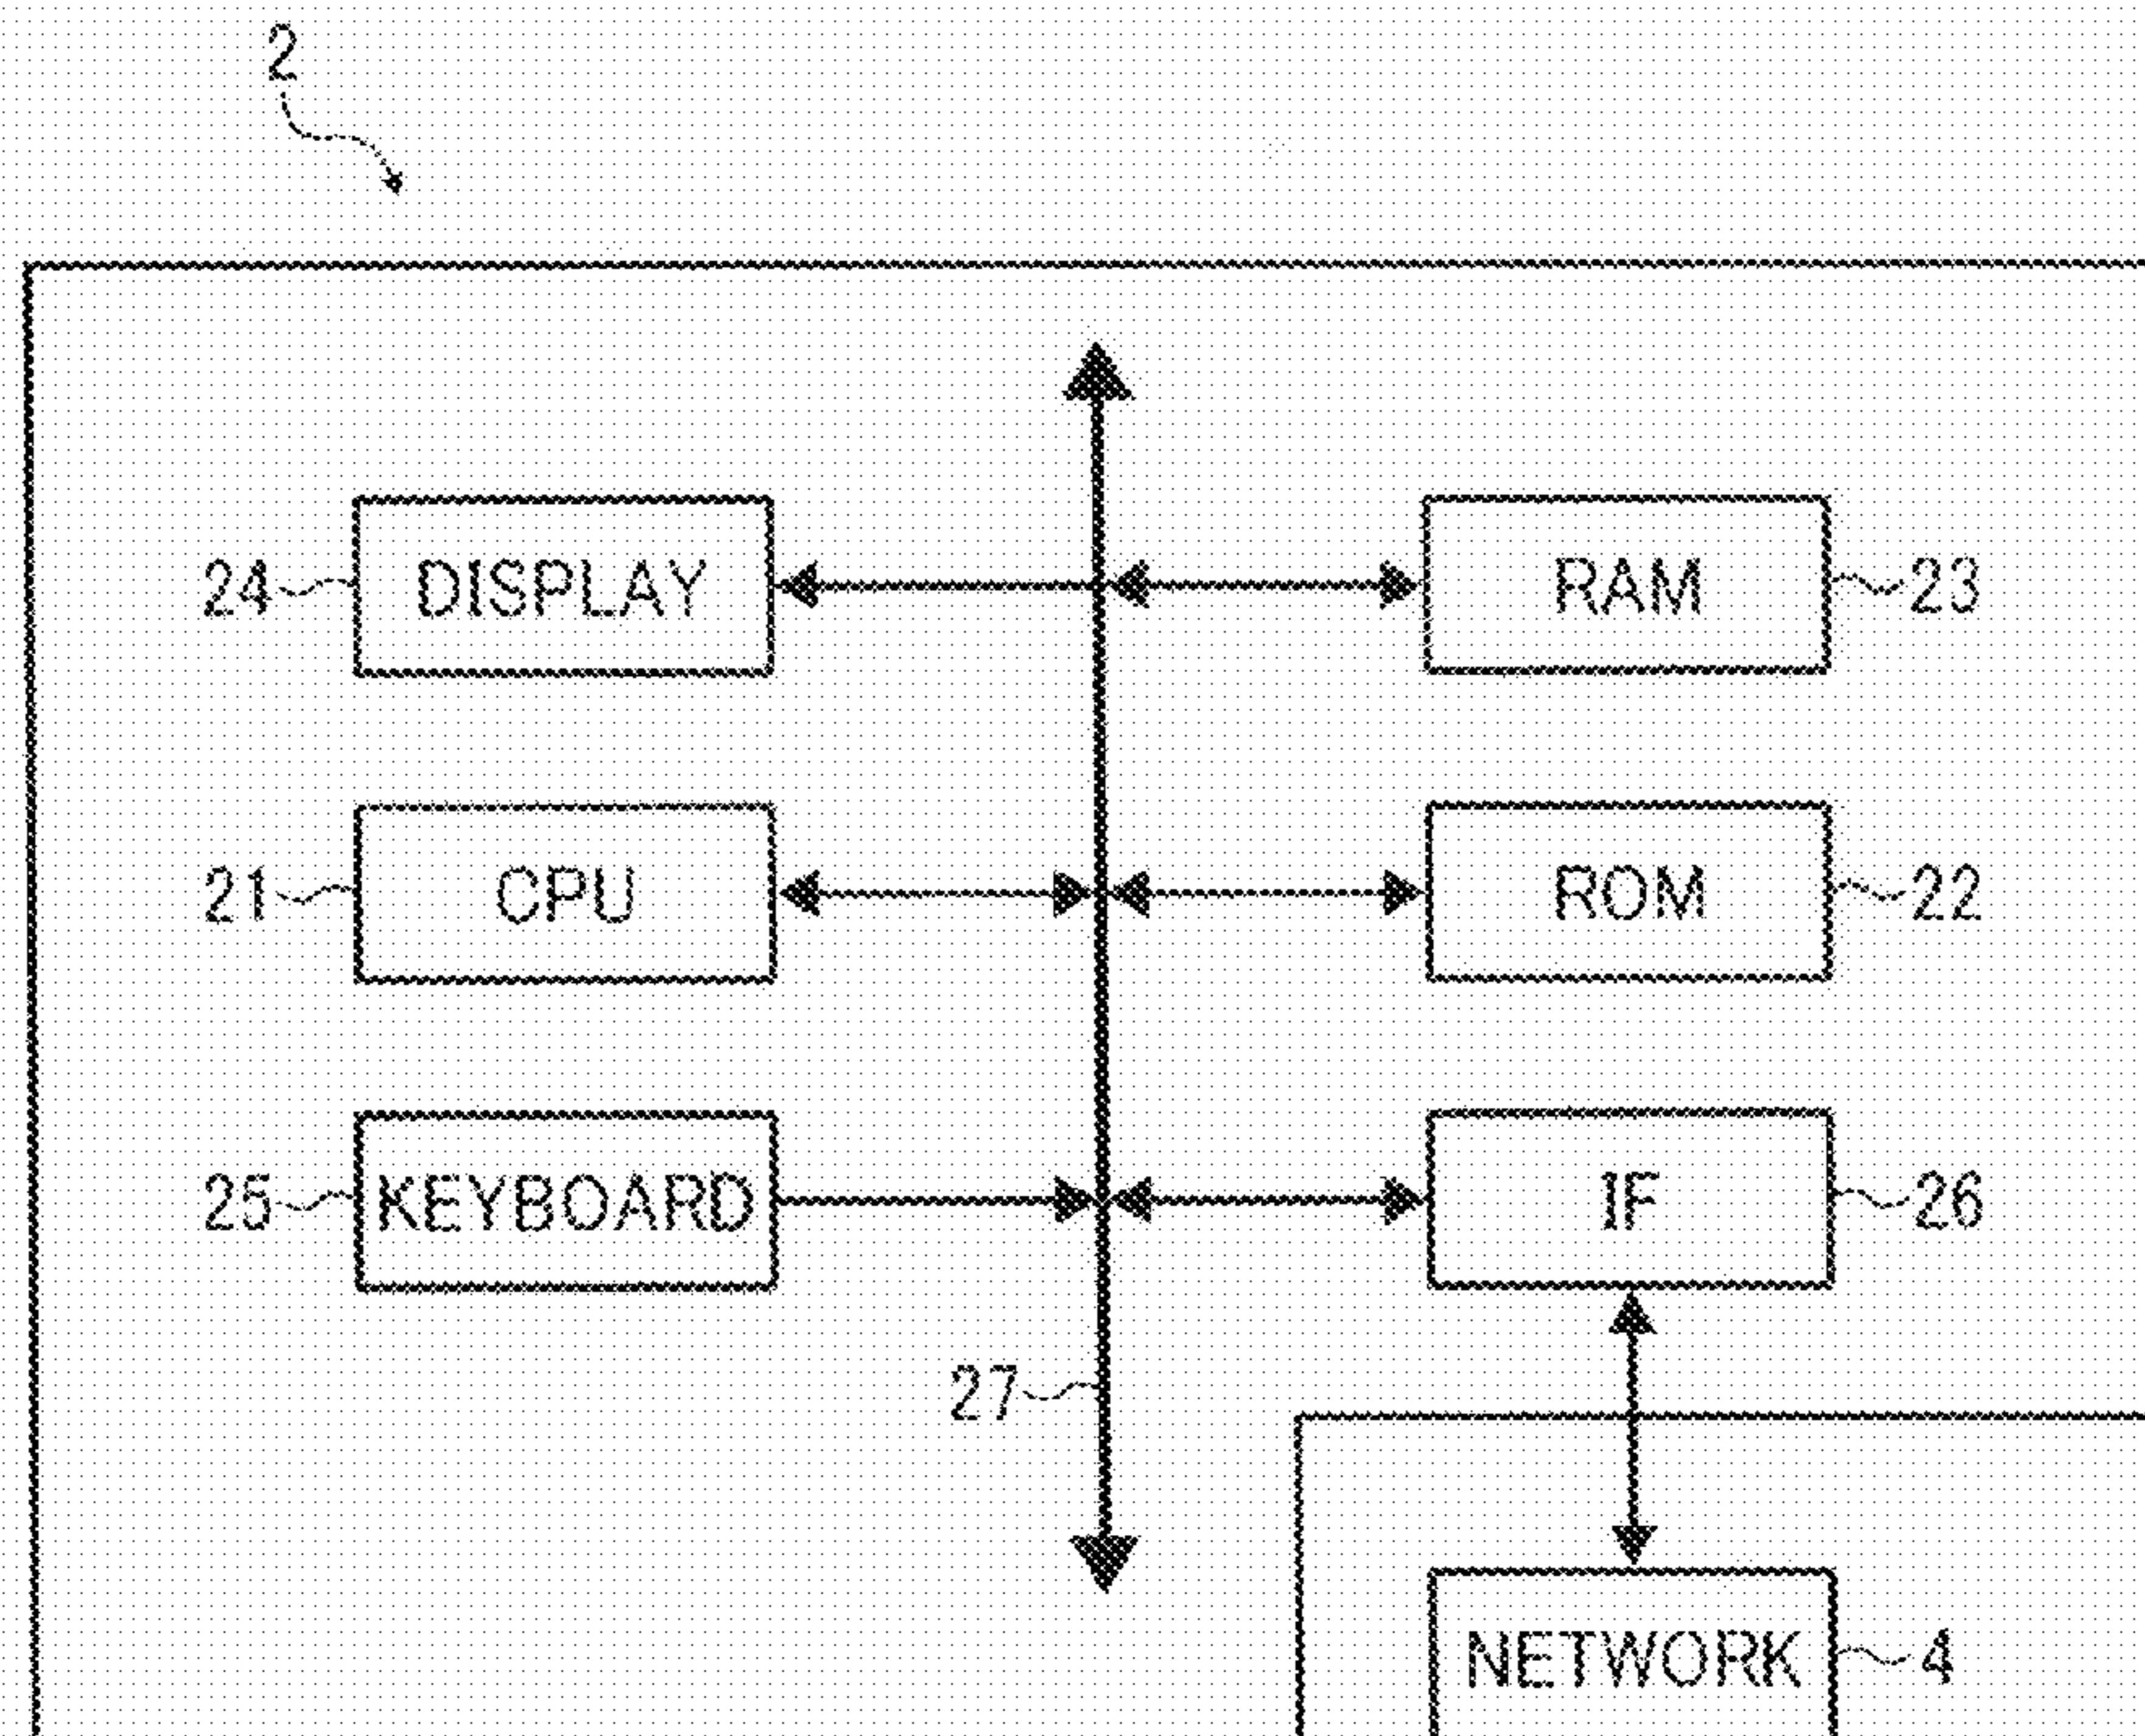 2
24 DISPLAY RAM 23
21 CPU ROM 22
25 KEYBOARD IF 26
27
NETWORK 4